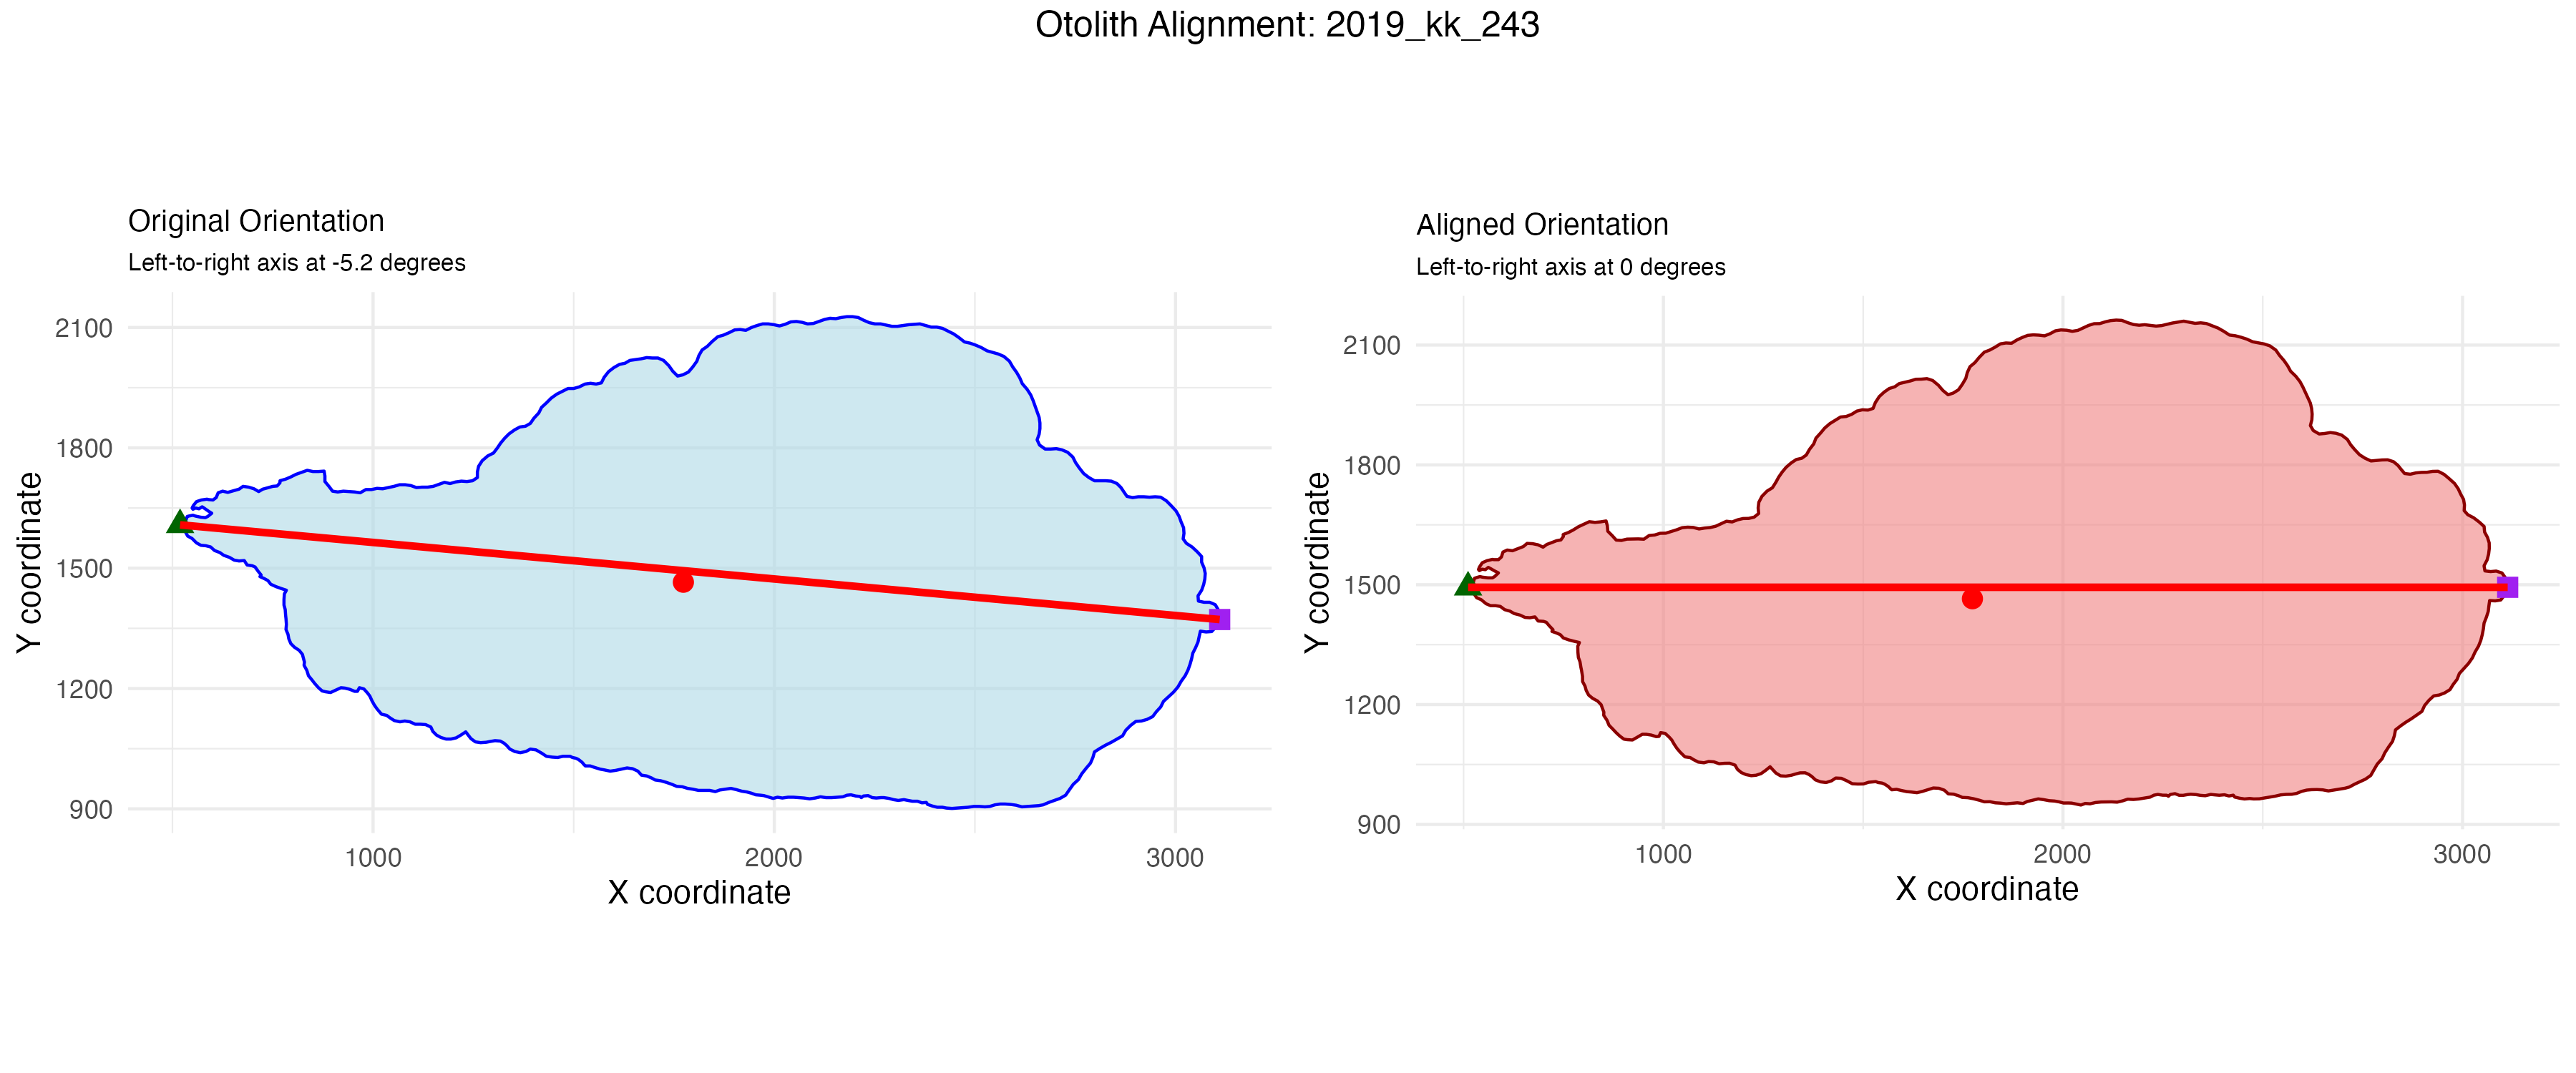 Otolith Alignment: 2019_kk_243
Original Orientation
Left-to-right axis at -5.2 degrees
2100
1800
1500
1200
900
Y coordinate
1000
2000
3000
X coordinate
Aligned Orientation
Left-to-right axis at 0 degrees
2100
1800
1500
1200
900
Y coordinate
1000
2000
3000
X coordinate